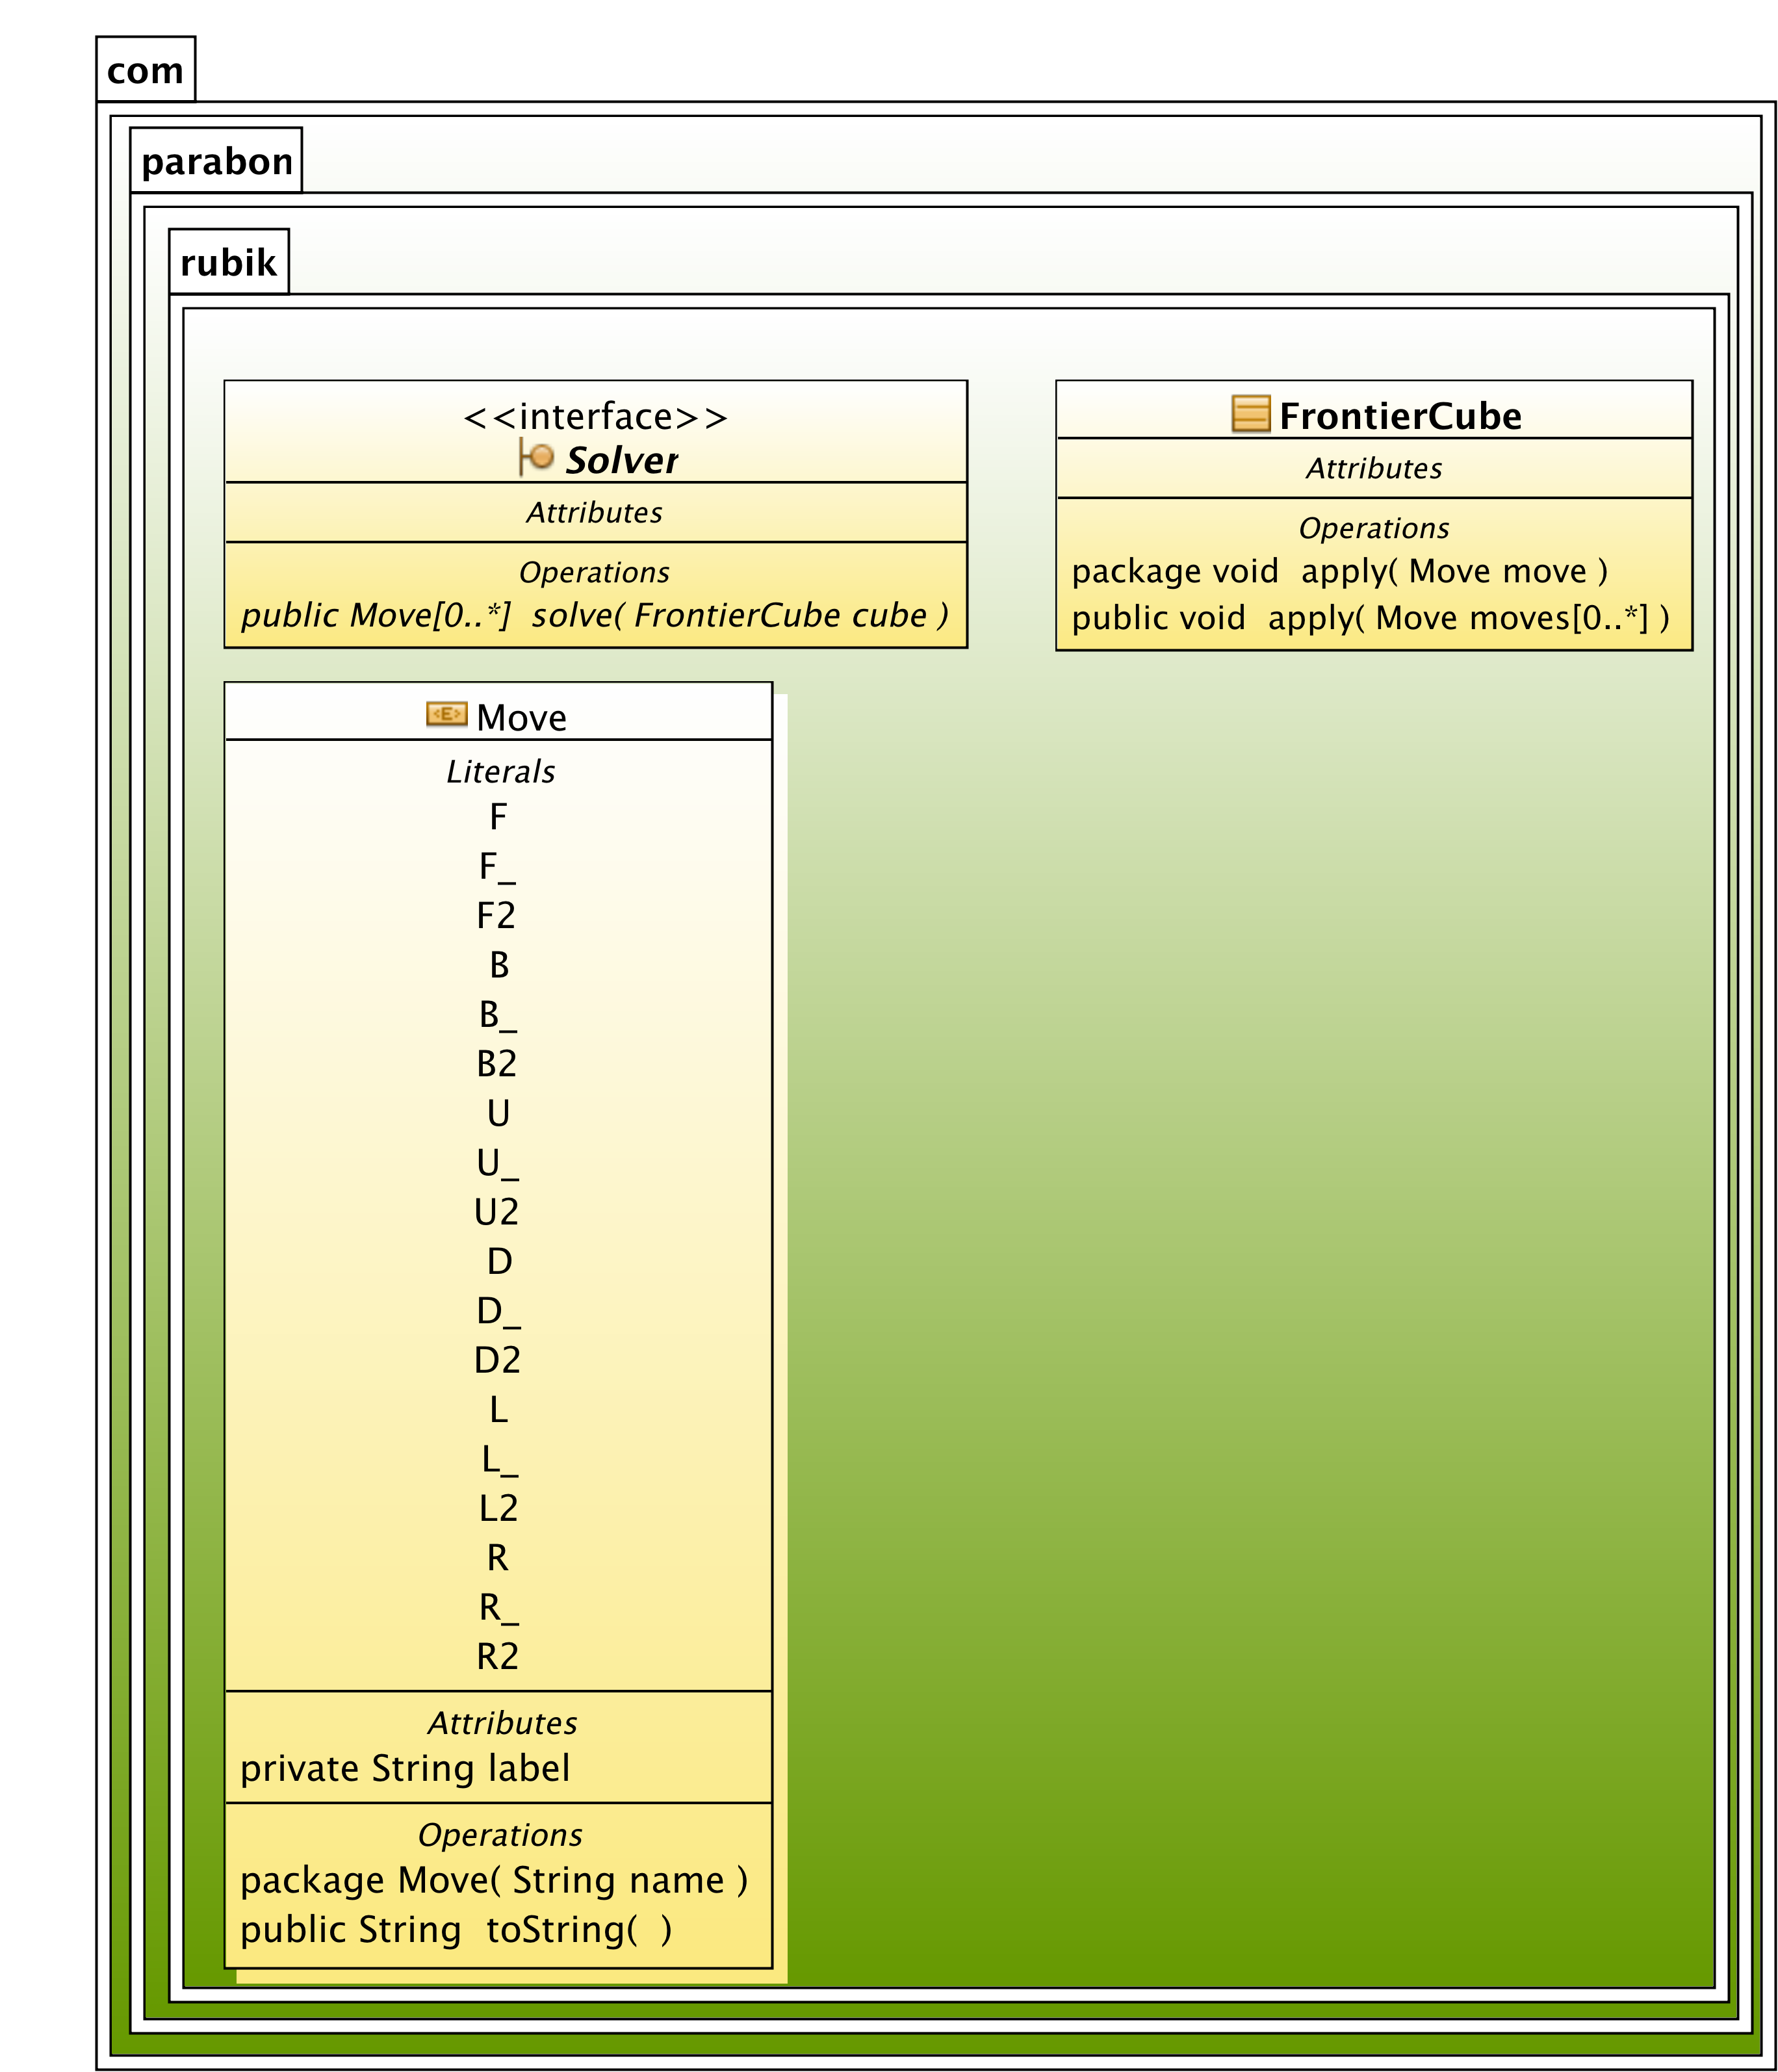 com
parabon
rubik
<<interface>>
Solver
Attributes
Operations
public Move[0..*]  solve( FrontierCube cube )
FrontierCube
Attributes
Operations
package void  apply( Move move )
public void  apply( Move moves[0..*] )
<E> Move
Literals
F
F_
F2
B
B_
B2
U
U_
U2
D
D_
D2
L
L_
L2
R
R_
R2
Attributes
private String label
Operations
package Move( String name )
public String  toString(  )